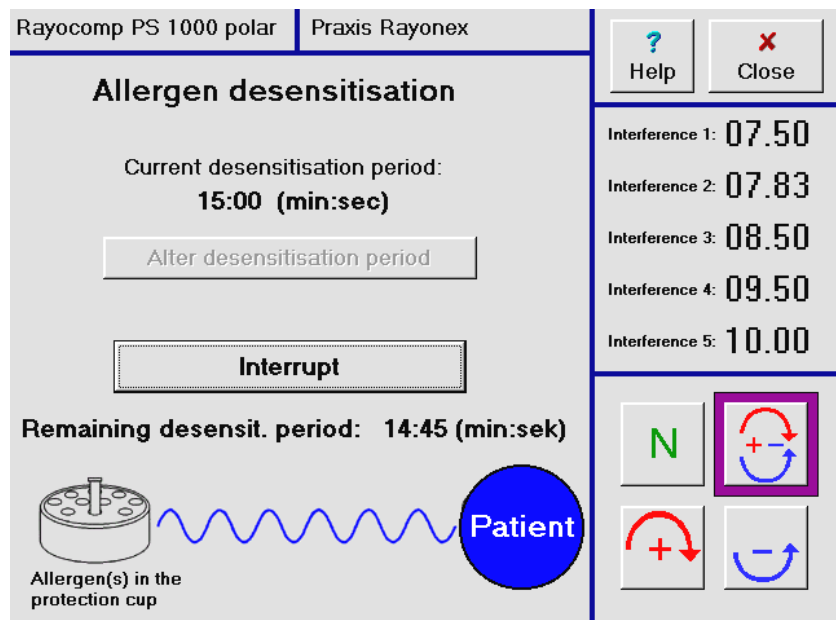 Rayocomp PS 1000 polar
Praxis Rayonex
? 
Help
Close
Allergen desensitisation
Current desensitisation period:
15:00 (min:sec)
Alter desensitisation period
Interrupt
Remaining desensit. period: 14:45 (min:sek)
Patient
Allergen(s) in the
protection cup
Interference 1: 07.50
Interference 2: 07.83
Interference 3: 08.50
Interference 4: 09.50
Interference 5: 10.00
N
+ -
+
-